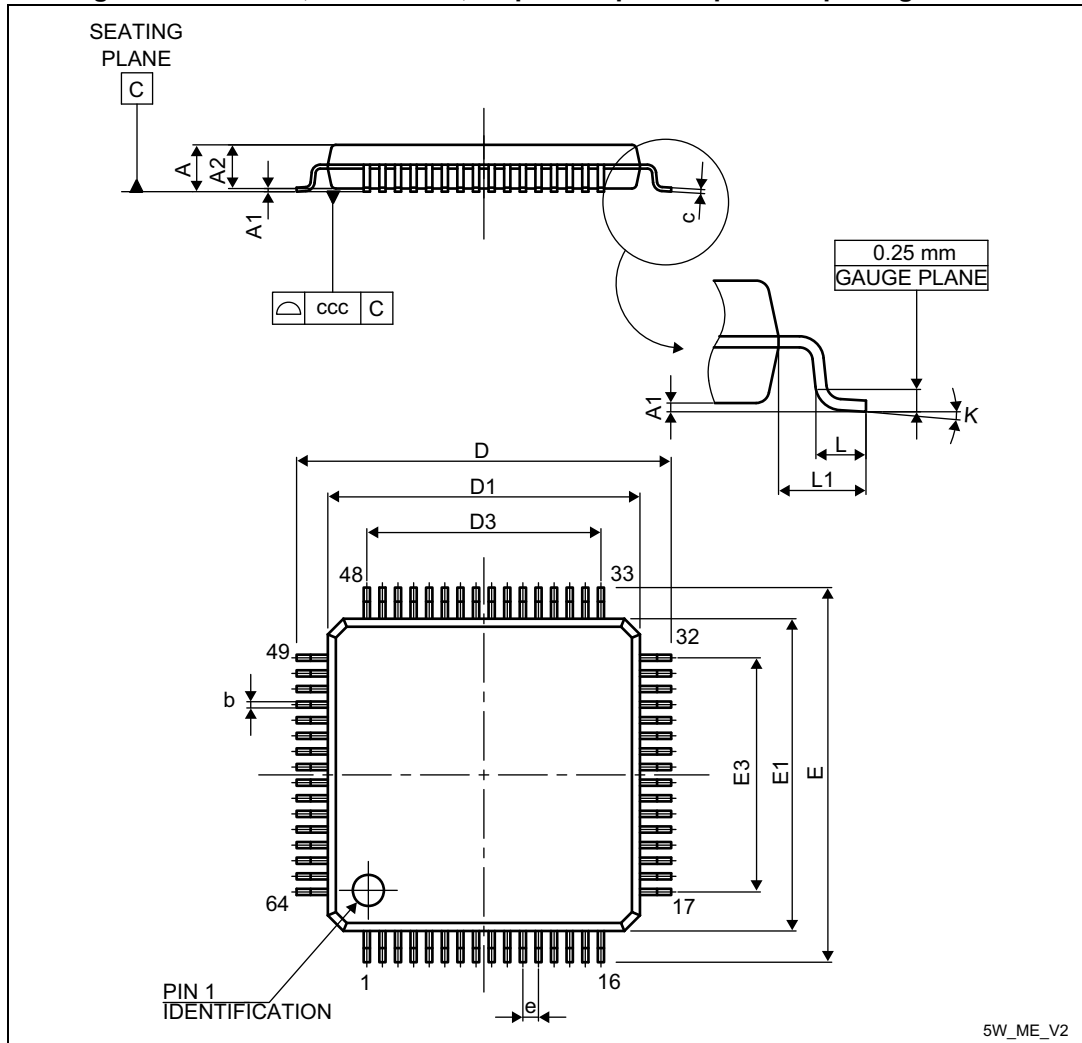 SEATING
PLANE
C
A
A2
A1
c
ccc C
0.25 mm
GAUGE PLANE
A1
K
L
L1
D
D1
D3
48
33
49
32
b
E3
E1
E
64
17
PIN 1
IDENTIFICATION
1
16
e
5W_ME_V2